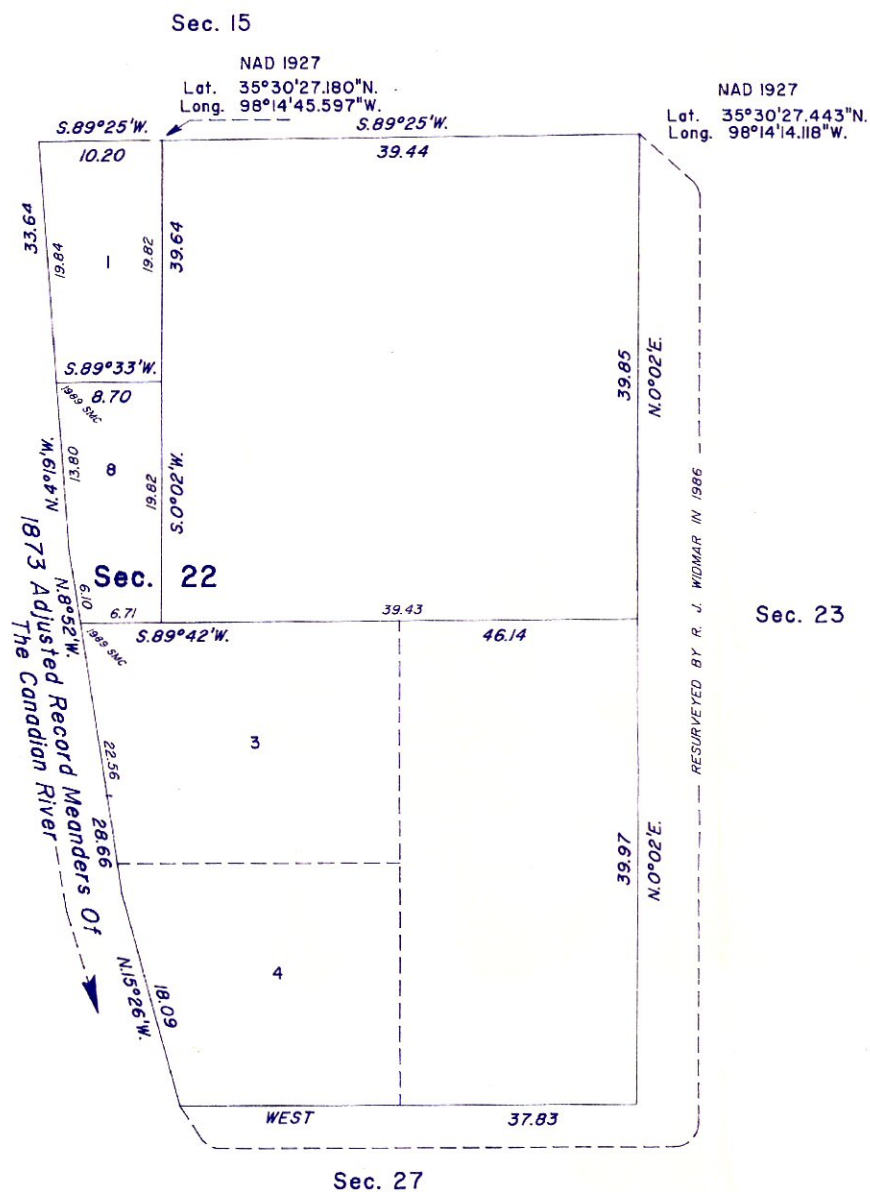 Sec. 15
NAD 1927
Lat. 35°30'27.180"N.
Long. 98°14'45.597"W.
NAD 1927
Lat. 35°30'27.443"N.
Long. 98°14'14.118"W.
S.89°25'W.
10.20
S.89°25'W.
39.44
33.64
19.84
1
19.82
39.64
39.85
N.0°02'E.
S.89°33'W.
8.70
1989 SMC
N.4°19'W.
13.80
8
19.82
S.0°02'W.
Sec. 22
6.10
6.71
39.43
N.8°52'W.
1989 SMC
S.89°42'W.
46.14
Sec. 23
RESURVEYED BY R. J. WIDMAR IN 1986
1873 Adjusted Record Meanders Of
The Canadian River
3
22.56
28.66
39.97
N.0°02'E.
4
N.15°26'W.
18.09
WEST
37.83
Sec. 27